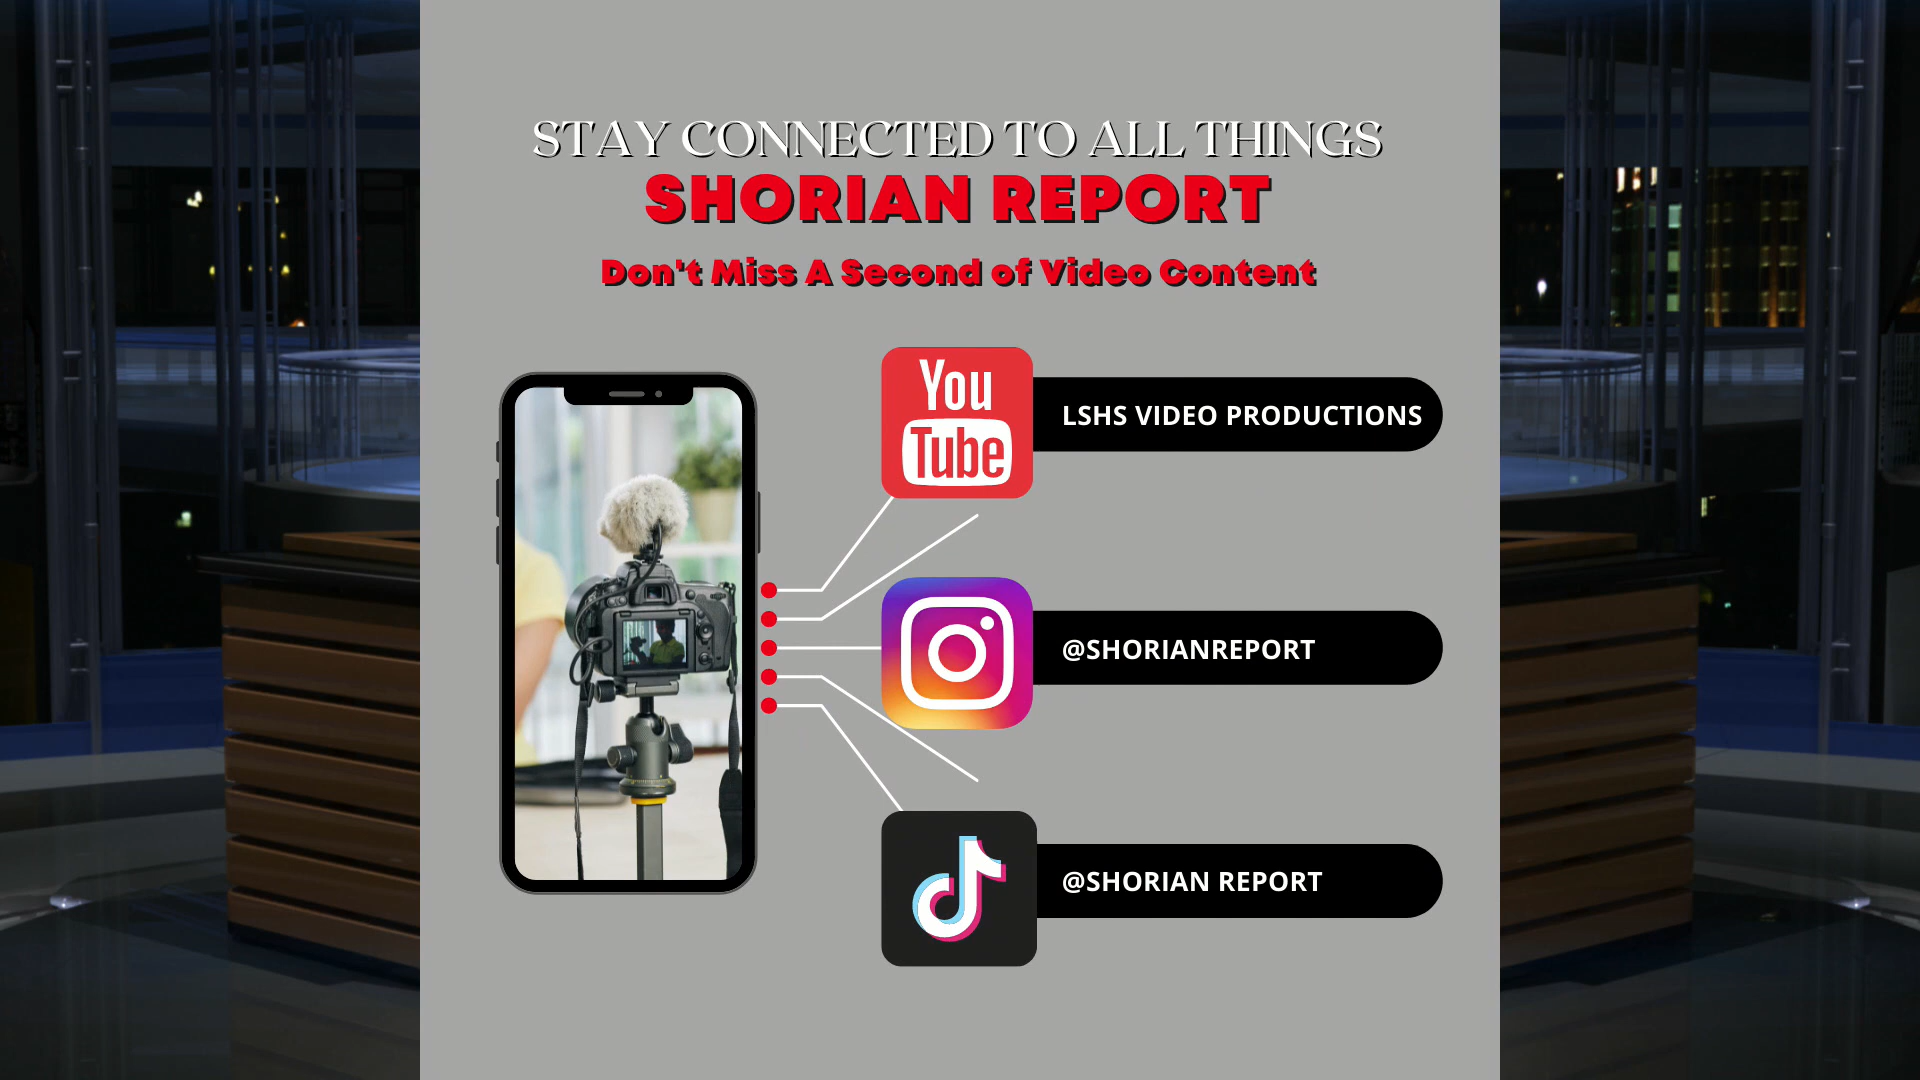 STAY CONNECTED TO ALL THINGS
SHORIAN REPORT
Don't Miss A Second of Video Content
You
Tube
LSHS VIDEO PRODUCTIONS
@SHORIANREPORT
@SHORIAN REPORT